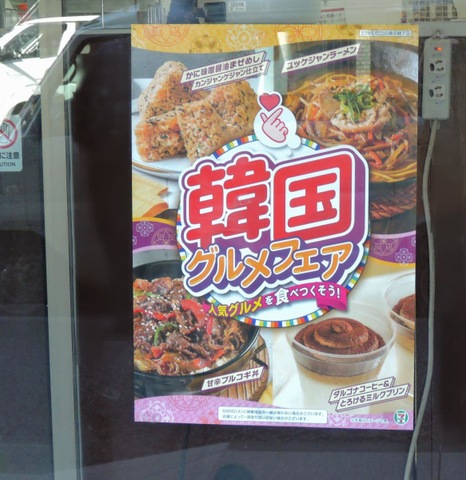 かに味噌醤油まぜめし
カンジャンケジャン仕立て
ユッケジャンラーメン
韓国
グルメフェア
人気グルメを食べつくそう!
甘辛プルコギ丼
ダルゴナコーヒー&
とろけるミルクプリン
に注意
CAUTION